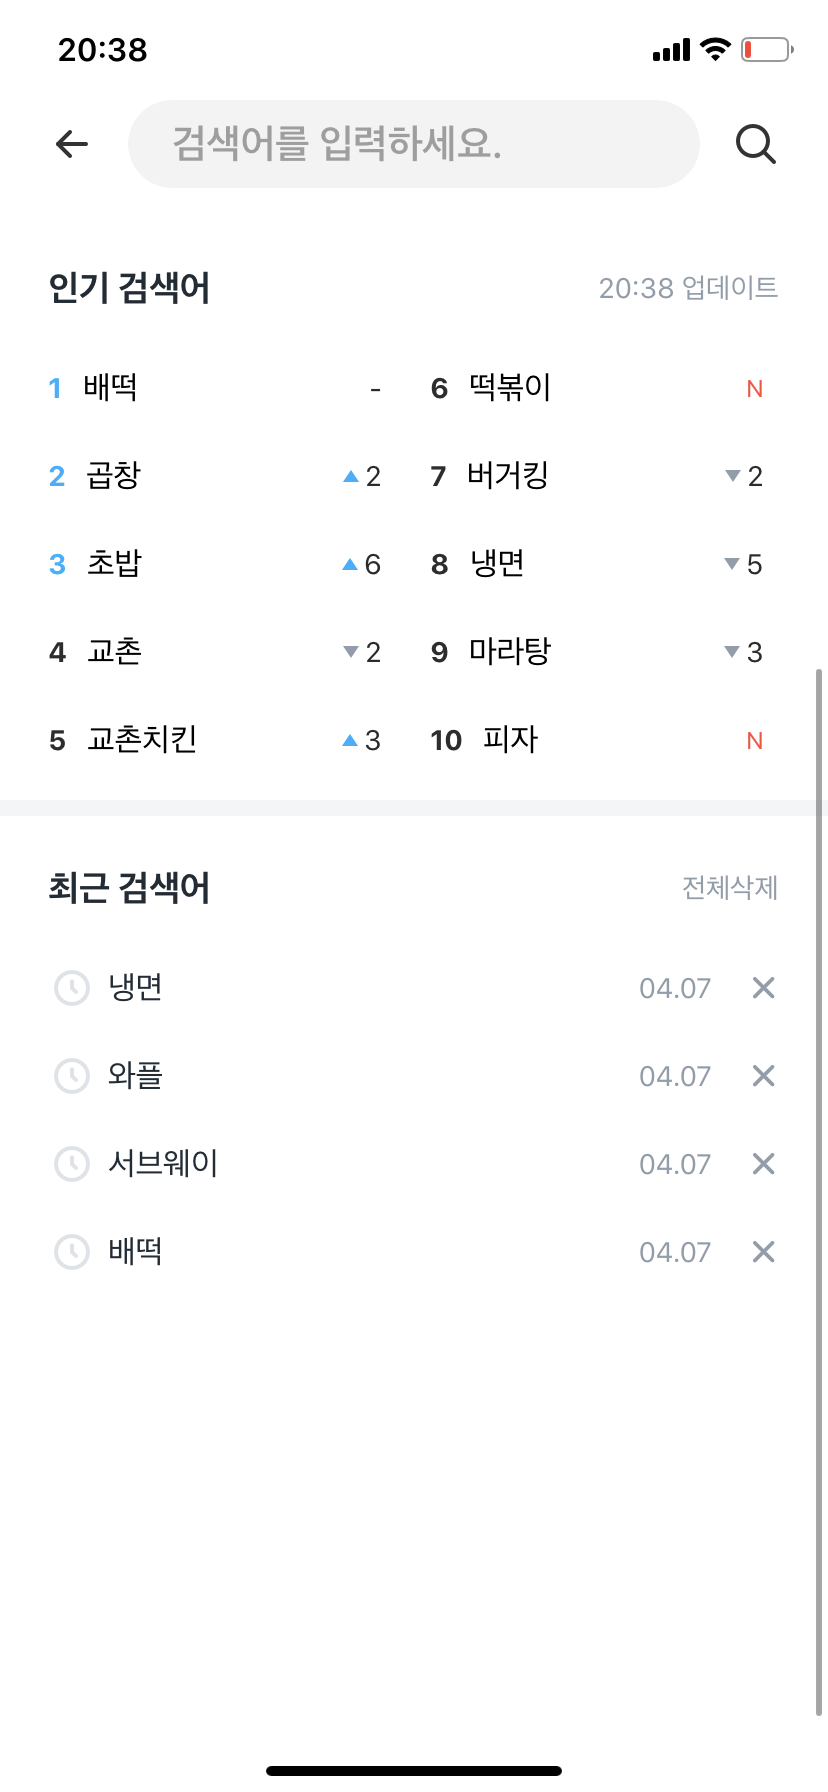 20:38
검색어를 입력하세요.
인기 검색어 20:38 업데이트
1 배떡 - 6 떡볶이 N
2 곱창 ▲ 2 7 버거킹 ▼ 2
3 초밥 ▲ 6 8 냉면 ▼ 5
4 교촌 ▼ 2 9 마라탕 ▼ 3
5 교촌치킨 ▲ 3 10 피자 N
최근 검색어 전체삭제
냉면 04.07
와플 04.07
서브웨이 04.07
배떡 04.07